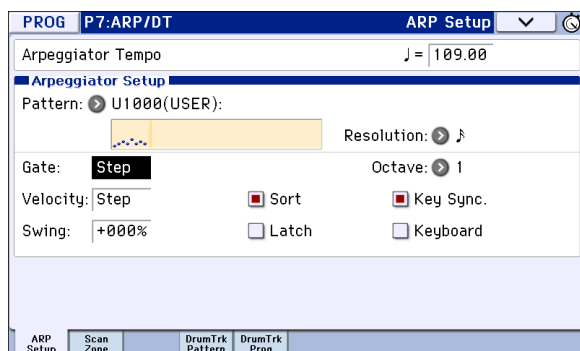 PROG P7:ARP/DT ARP Setup
Arpeggiator Tempo ♩= 109.00
Arpeggiator Setup
Pattern: U1000(USER):
Resolution: ♪
Gate: Step Octave: 1
Velocity: Step Sort Key Sync.
Swing: +000% Latch Keyboard
ARP Setup Scan Zone DrumTrk Pattern DrumTrk Prog